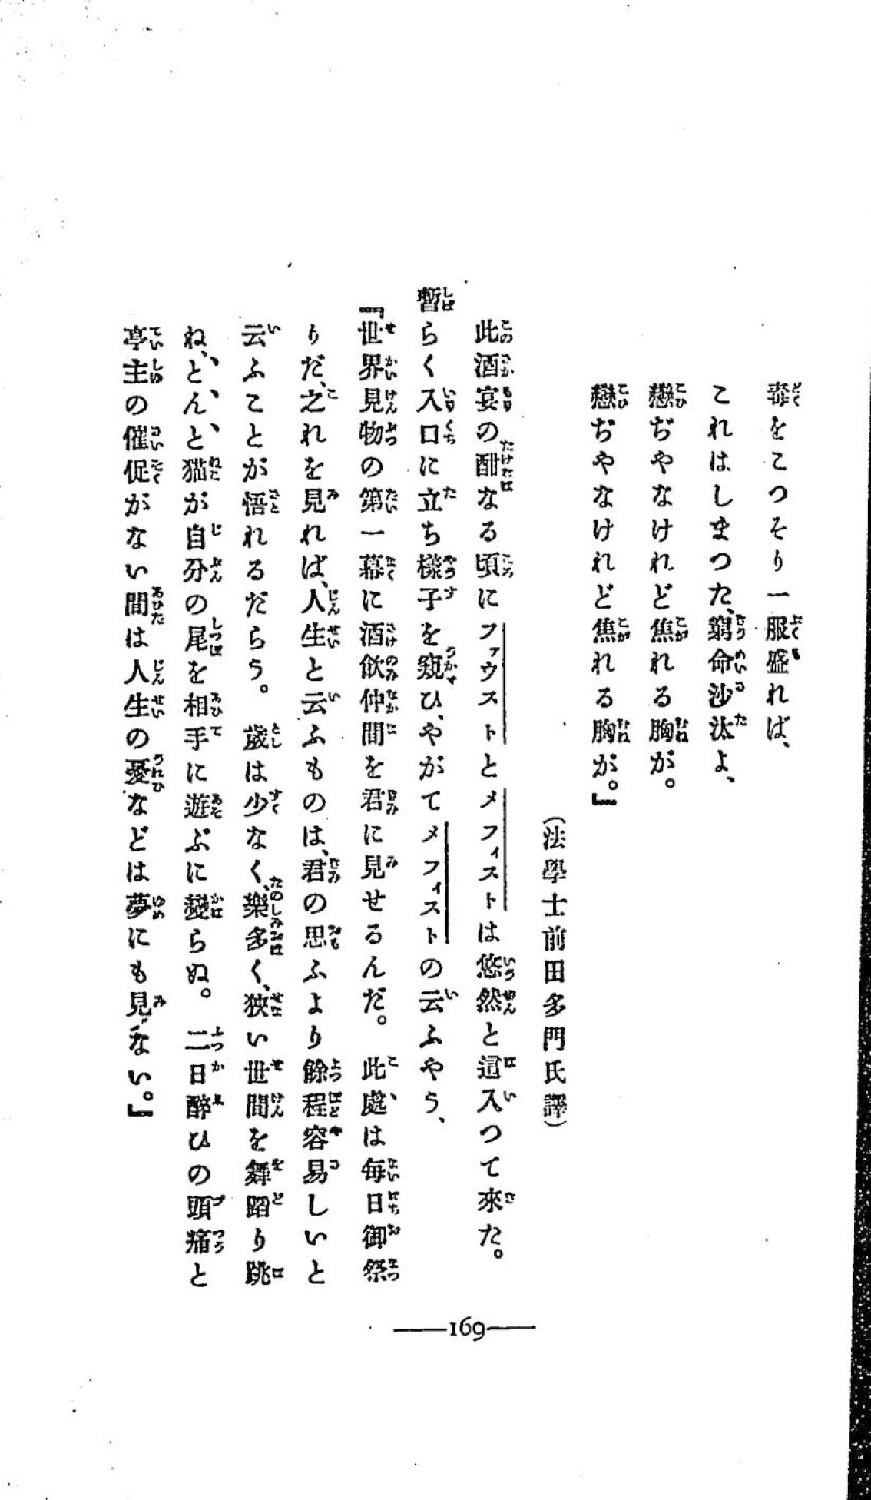 毒をこつそり一服盛れば、
これはしまつた、窮命沙汰よ、
戀ぢやなけれど焦れる胸が。
戀ぢやなけれど焦れる胸が。』
(法學士前田多門氏譯)
此酒宴の酣なる頃にファウストとメフィストは悠然と這入つて來た。
暫らく入口に立ち樣子を窺ひ、やがてメフィストの云ふやう、
『世界見物の第一幕に酒飮仲間を君に見せるんだ。此處は每日御祭
りだ、之れを見れば、人生と云ふものは、君の思ふより餘程容易しいと
云ふことが悟れるだらう。歲は少なく、樂多く、狹い世間を舞蹈り跳
ね、とんと猫が自分の尾を相手に遊ぶに變らぬ。二日醉ひの頭痛と
亭主の催促がない間は人生の憂などは夢にも見ない。』
169